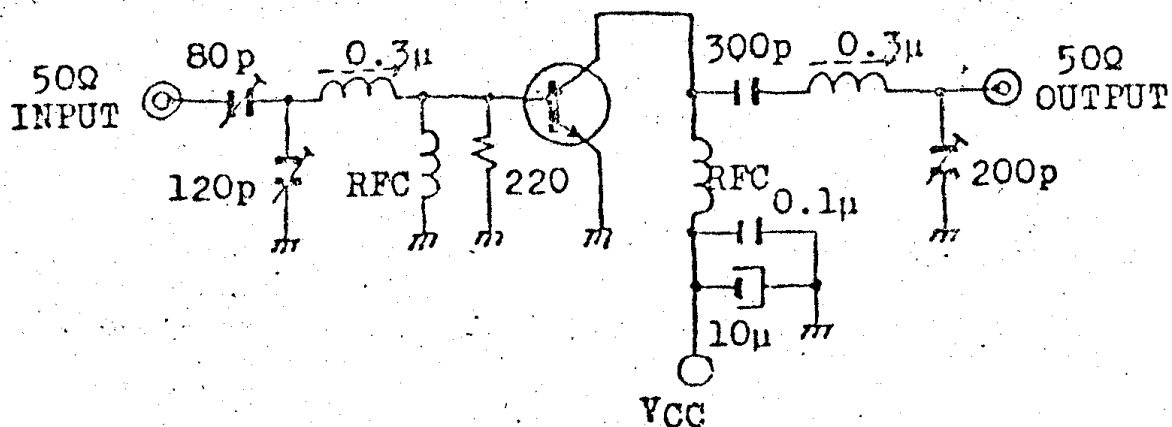 50Ω
INPUT
80p
0.3μ
120p
RFC
220
300p
0.3μ
50Ω
OUTPUT
200p
RFC
0.1μ
10μ
VCC